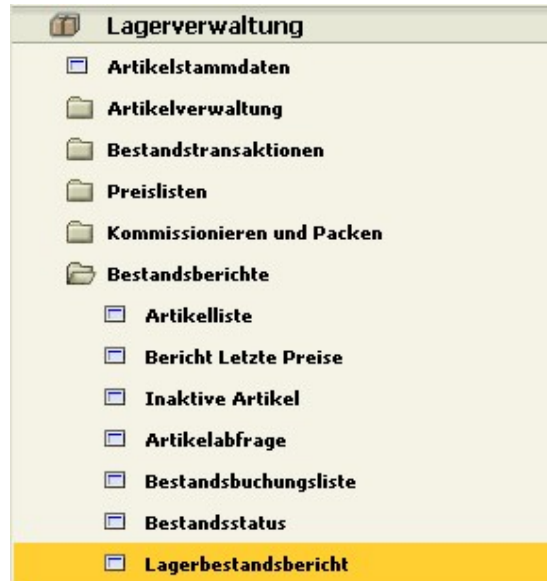 Lagerverwaltung
Artikelstammdaten
Artikelverwaltung
Bestandstransaktionen
Preislisten
Kommissionieren und Packen
Bestandsberichte
Artikelliste
Bericht Letzte Preise
Inaktive Artikel
Artikelabfrage
Bestandsbuchungsliste
Bestandsstatus
Lagerbestandsbericht